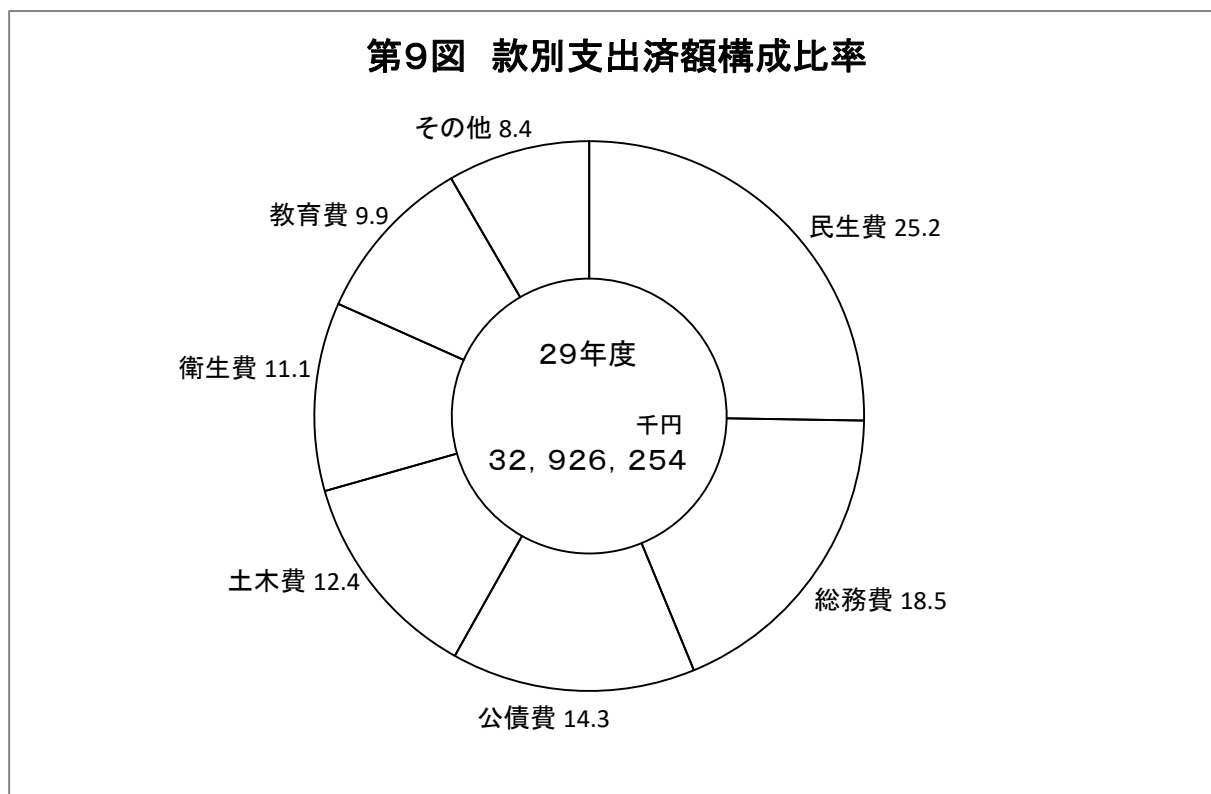 第9図 款別支出済額構成比率
その他 8.4
民生費 25.2
教育費 9.9
衛生費 11.1
29年度
千円
32,926,254
土木費 12.4
総務費 18.5
公債費 14.3